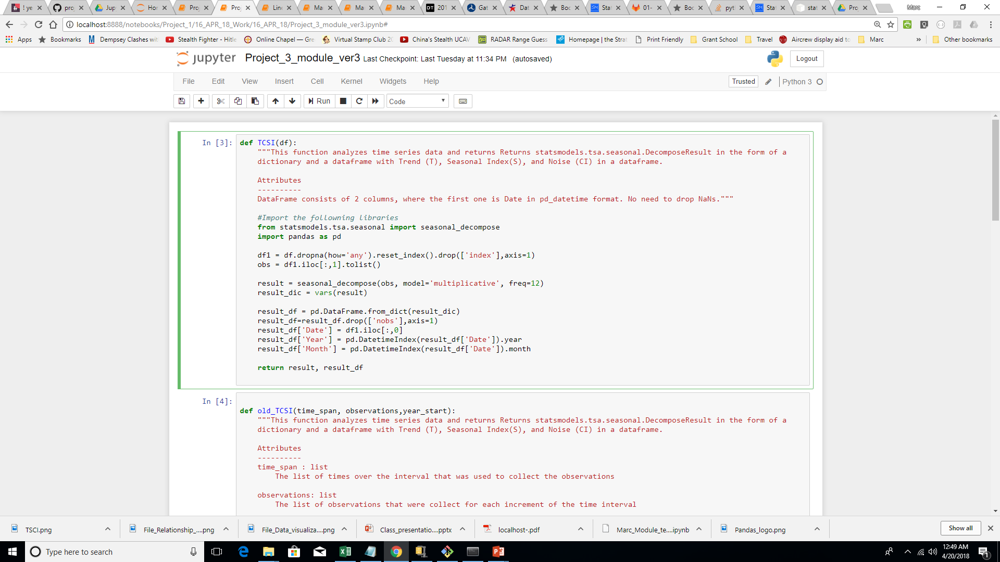 ! ye
pro
Jup
Hor
Pro
Pro
Line
Ma
Ma
Ma
201
Gat
Dat
Boc
Stat
01-
Boc
pyt
Stat
stat
Pro
Marc
localhost:8888/notebooks/Project_1/16_APR_18_Work/16_APR_18/Project_3_module_ver3.ipynb#
Apps Bookmarks Dempsey Clashes wit Stealth Fighter - Hitle Online Chapel — Gre Virtual Stamp Club 20 China's Stealth UCAV RADAR Range Guess Homepage | the Strat Print Friendly Grant School Travel Aircrew display aid to Marc » Other bookmarks
jupyter Project_3_module_ver3 Last Checkpoint: Last Tuesday at 11:34 PM (autosaved) Logout
File Edit View Insert Cell Kernel Widgets Help Trusted Python 3
Run Code
In [3]: def TCSI(df):
"""This function analyzes time series data and returns Returns statsmodels.tsa.seasonal.DecomposeResult in the form of a
dictionary and a dataframe with Trend (T), Seasonal Index(S), and Noise (CI) in a dataframe.
Attributes
----------
DataFrame consists of 2 columns, where the first one is Date in pd_datetime format. No need to drop NaNs."""
#Import the followning libraries
from statsmodels.tsa.seasonal import seasonal_decompose
import pandas as pd
df1 = df.dropna(how='any').reset_index().drop(['index'],axis=1)
obs = df1.iloc[:,1].tolist()
result = seasonal_decompose(obs, model='multiplicative', freq=12)
result_dic = vars(result)
result_df = pd.DataFrame.from_dict(result_dic)
result_df=result_df.drop(['nobs'],axis=1)
result_df['Date'] = df1.iloc[:,0]
result_df['Year'] = pd.DatetimeIndex(result_df['Date']).year
result_df['Month'] = pd.DatetimeIndex(result_df['Date']).month
return result, result_df
In [4]:
def old_TCSI(time_span, observations,year_start):
"""This function analyzes time series data and returns Returns statsmodels.tsa.seasonal.DecomposeResult in the form of a
dictionary and a dataframe with Trend (T), Seasonal Index(S), and Noise (CI) in a dataframe.
Attributes
----------
time_span : list
The list of times over the interval that was used to collect the observations
observations: list
The list of observations that were collect for each increment of the time interval
TSCI.png File_Relationship_....png File_Data_visualiza....png Class_presentatio....pptx localhost-.pdf Marc_Module_te....ipynb Pandas_logo.png Show all
Type here to search
12:49 AM
4/20/2018
1